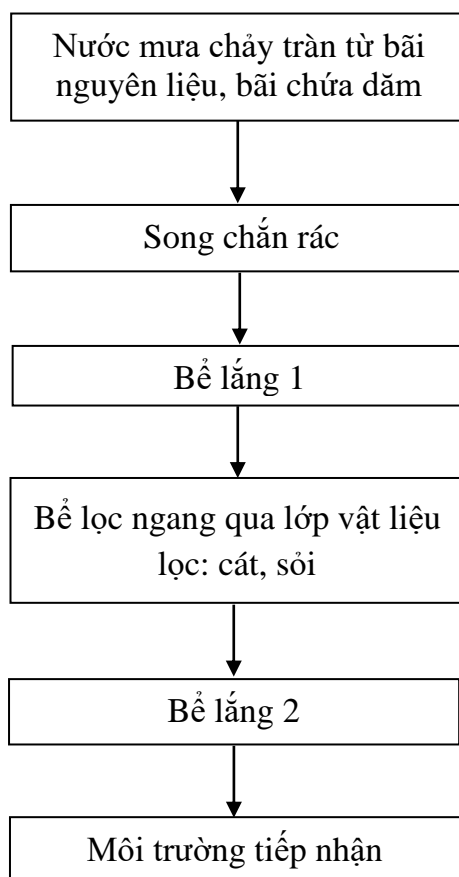 Nước mưa chảy tràn từ bãi
nguyên liệu, bãi chứa dăm
Song chắn rác
Bể lắng 1
Bể lọc ngang qua lớp vật liệu
lọc: cát, sỏi
Bể lắng 2
Môi trường tiếp nhận